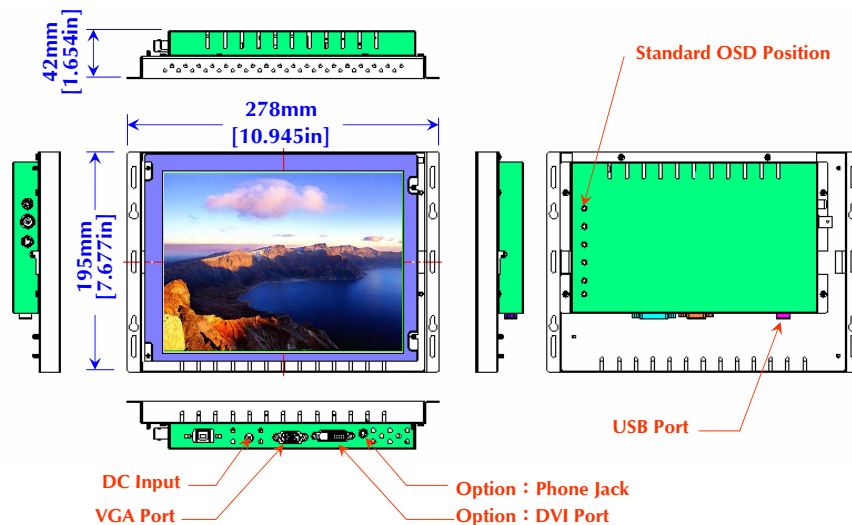 42mm
[1.654in]
Standard OSD Position
278mm
[10.945in]
195mm
[7.677in]
USB Port
DC Input
Option：Phone Jack
VGA Port
Option：DVI Port